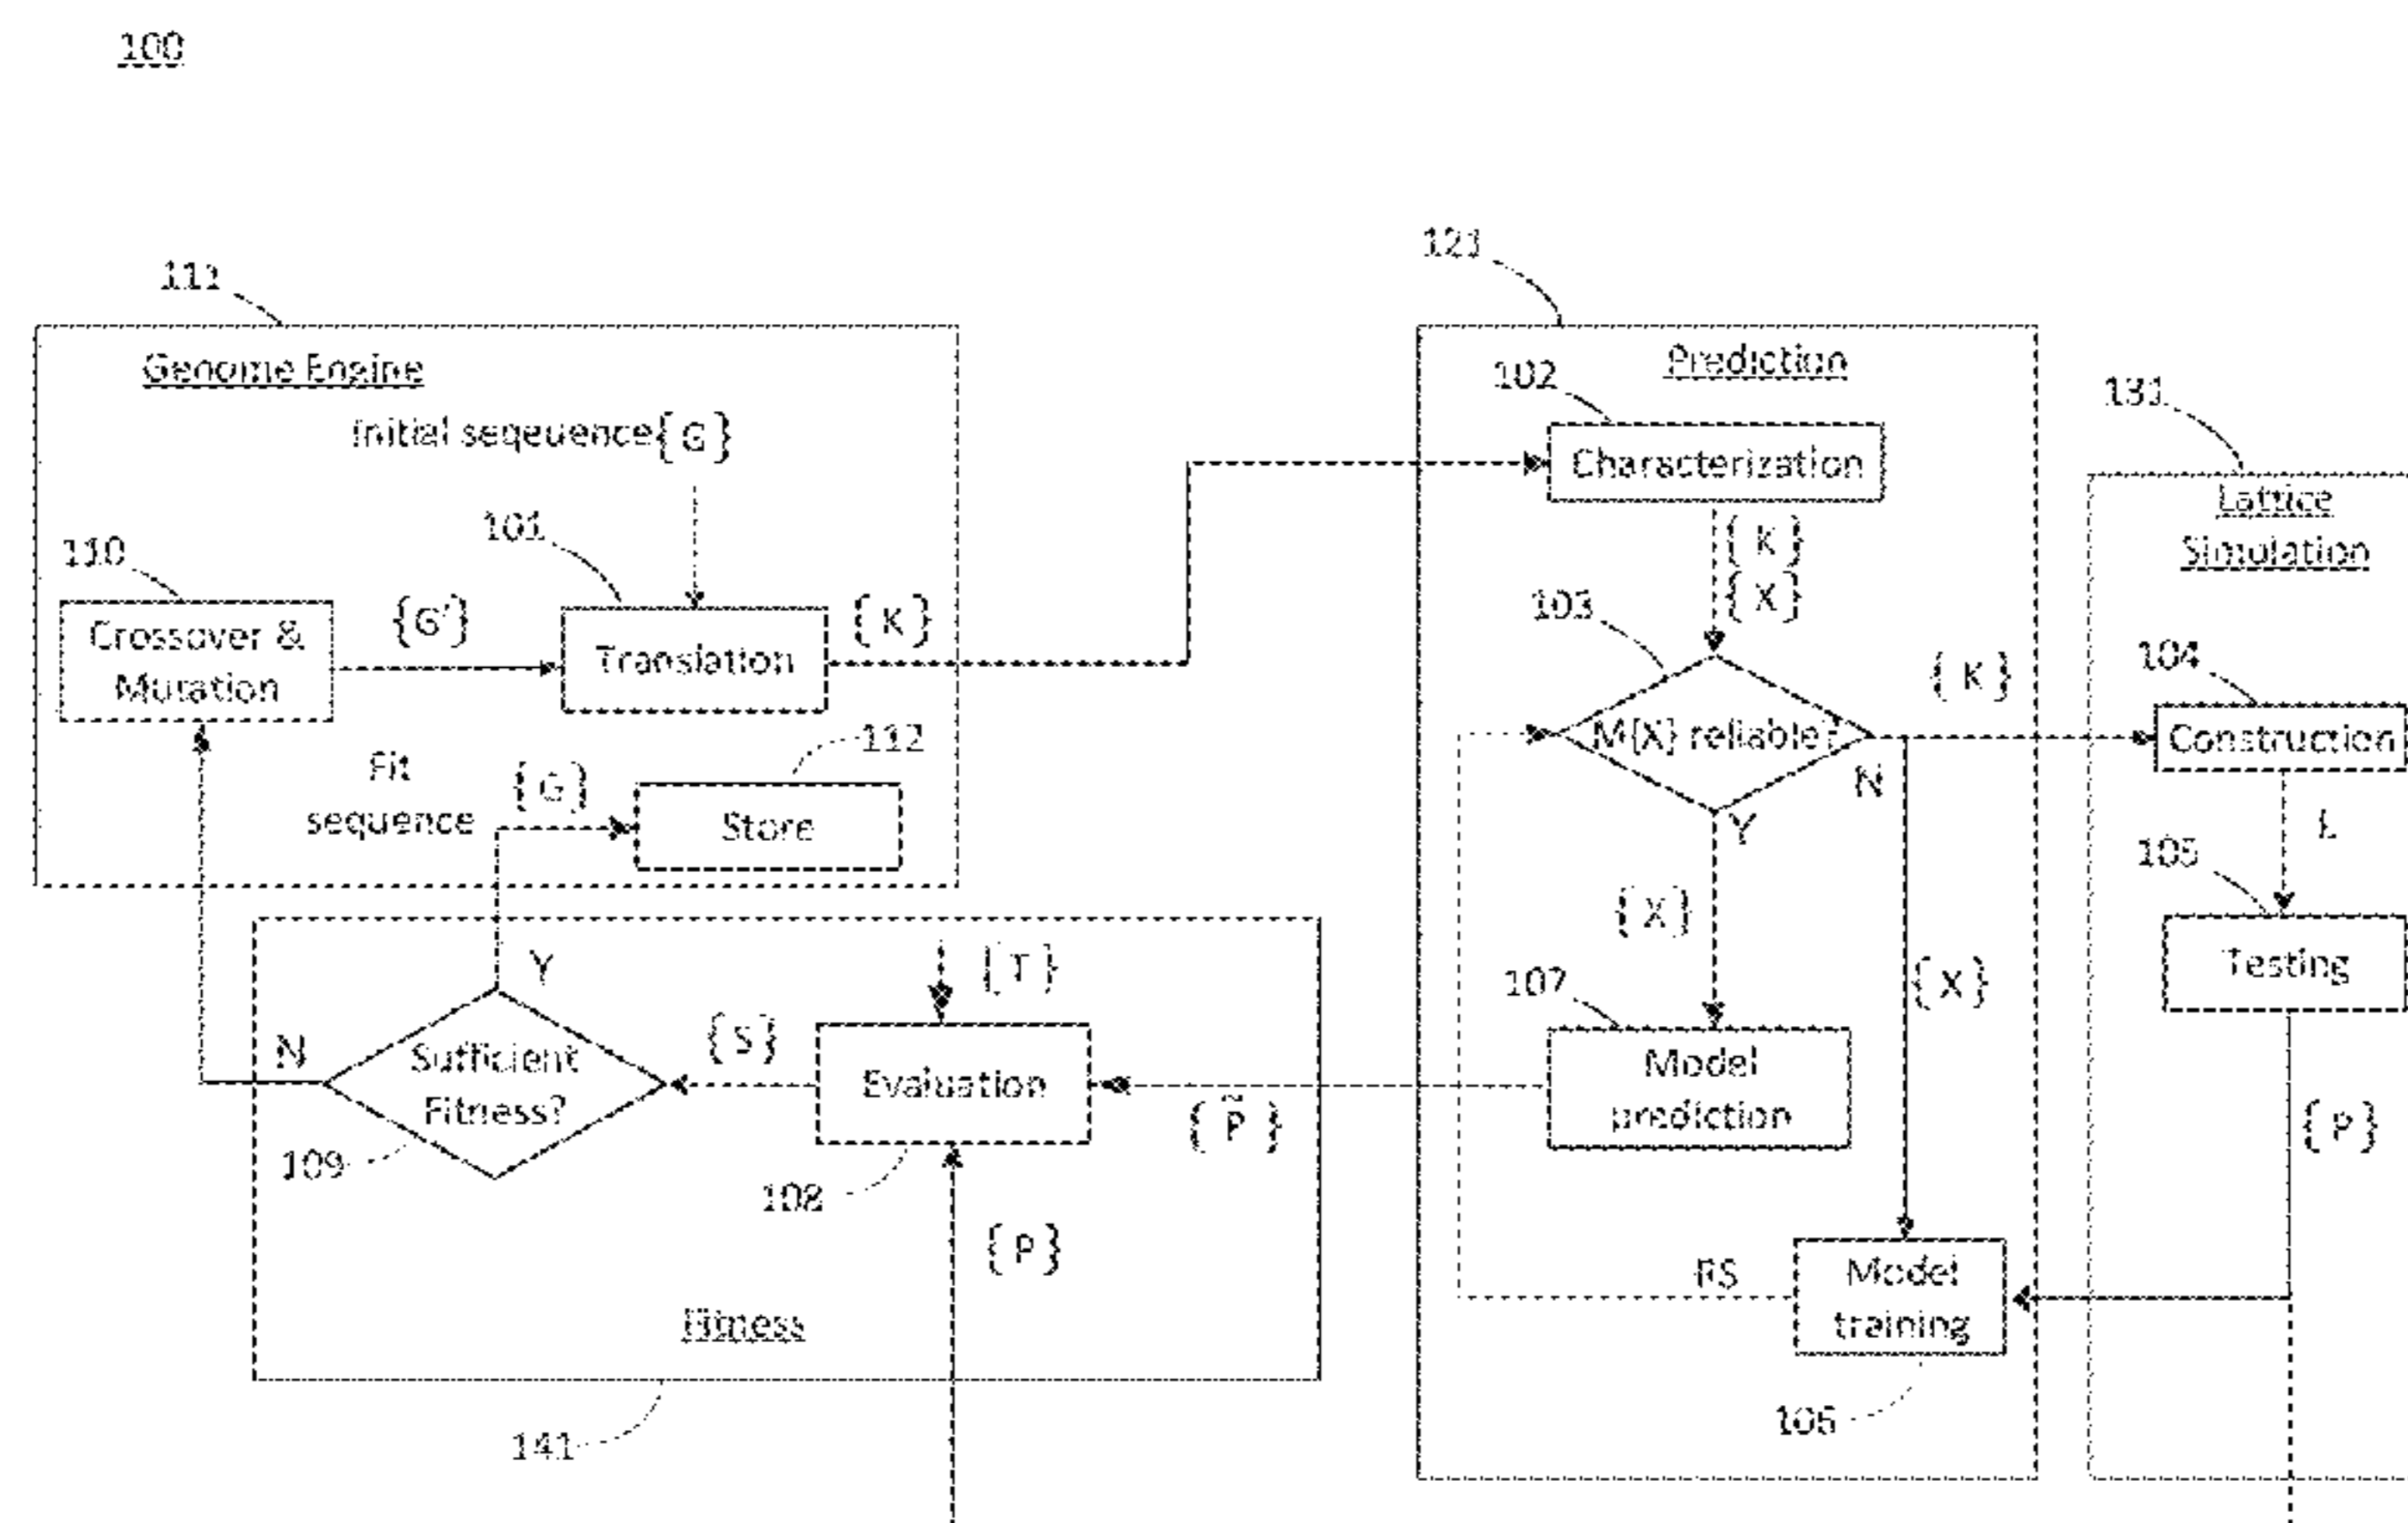 100
111
Genome Engine
Initial seqeuence{G}
101
110
Crossover &
Mutation
{G'}
Translation
{K}
112
Fit
sequence
{G}
Store
121
Prediction
102
Characterization
{K}
{X}
103
M{X} reliable?
{K}
N
Y
{X}
{X}
107
Model
prediction
RS
Model
training
106
131
Lattice
Simulation
104
Construction
L
105
Testing
{P}
Y
{T}
N
Sufficient
Fitness?
109
{S}
Evaluation
108
{P̃}
{P}
Fitness
141